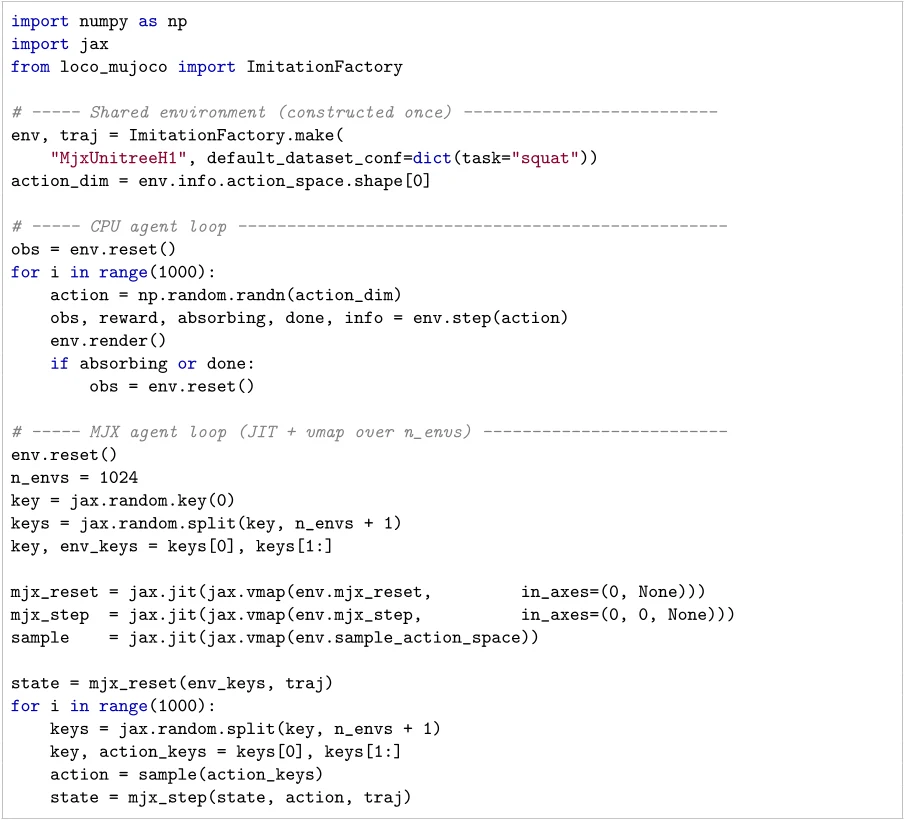 import numpy as np
import jax
from loco_mujoco import ImitationFactory

# ----- Shared environment (constructed once) --------------------------
env, traj = ImitationFactory.make(
    "MjxUnitreeH1", default_dataset_conf=dict(task="squat"))
action_dim = env.info.action_space.shape[0]

# ----- CPU agent loop --------------------------------------------------
obs = env.reset()
for i in range(1000):
    action = np.random.randn(action_dim)
    obs, reward, absorbing, done, info = env.step(action)
    env.render()
    if absorbing or done:
        obs = env.reset()

# ----- MJX agent loop (JIT + vmap over n_envs) -------------------------
env.reset()
n_envs = 1024
key = jax.random.key(0)
keys = jax.random.split(key, n_envs + 1)
key, env_keys = keys[0], keys[1:]

mjx_reset = jax.jit(jax.vmap(env.mjx_reset,         in_axes=(0, None)))
mjx_step  = jax.jit(jax.vmap(env.mjx_step,          in_axes=(0, 0, None)))
sample    = jax.jit(jax.vmap(env.sample_action_space))

state = mjx_reset(env_keys, traj)
for i in range(1000):
    keys = jax.random.split(key, n_envs + 1)
    key, action_keys = keys[0], keys[1:]
    action = sample(action_keys)
    state = mjx_step(state, action, traj)